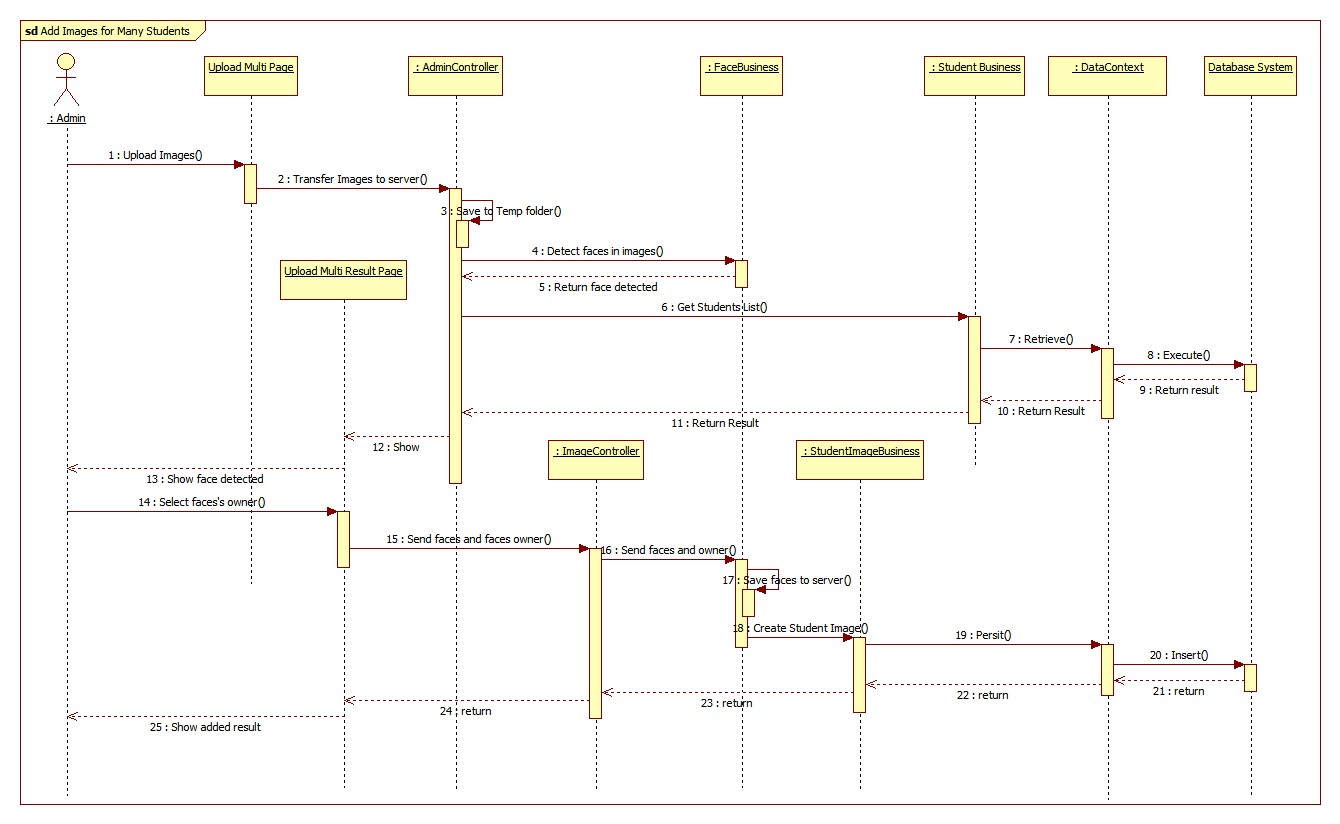 sd Add Images for Many Students
Upload Multi Page
: AdminController
: FaceBusiness
: Student Business
: DataContext
Database System
: Admin
1 : Upload Images()
2 : Transfer Images to server()
3 : Save to Temp folder()
4 : Detect faces in images()
Upload Multi Result Page
5 : Return face detected
6 : Get Students List()
7 : Retrieve()
8 : Execute()
9 : Return result
10 : Return Result
11 : Return Result
12 : Show
: ImageController
: StudentImageBusiness
13 : Show face detected
14 : Select faces's owner()
15 : Send faces and faces owner()
16 : Send faces and owner()
17 : Save faces to server()
18 : Create Student Image()
19 : Persit()
20 : Insert()
21 : return
22 : return
23 : return
24 : return
25 : Show added result